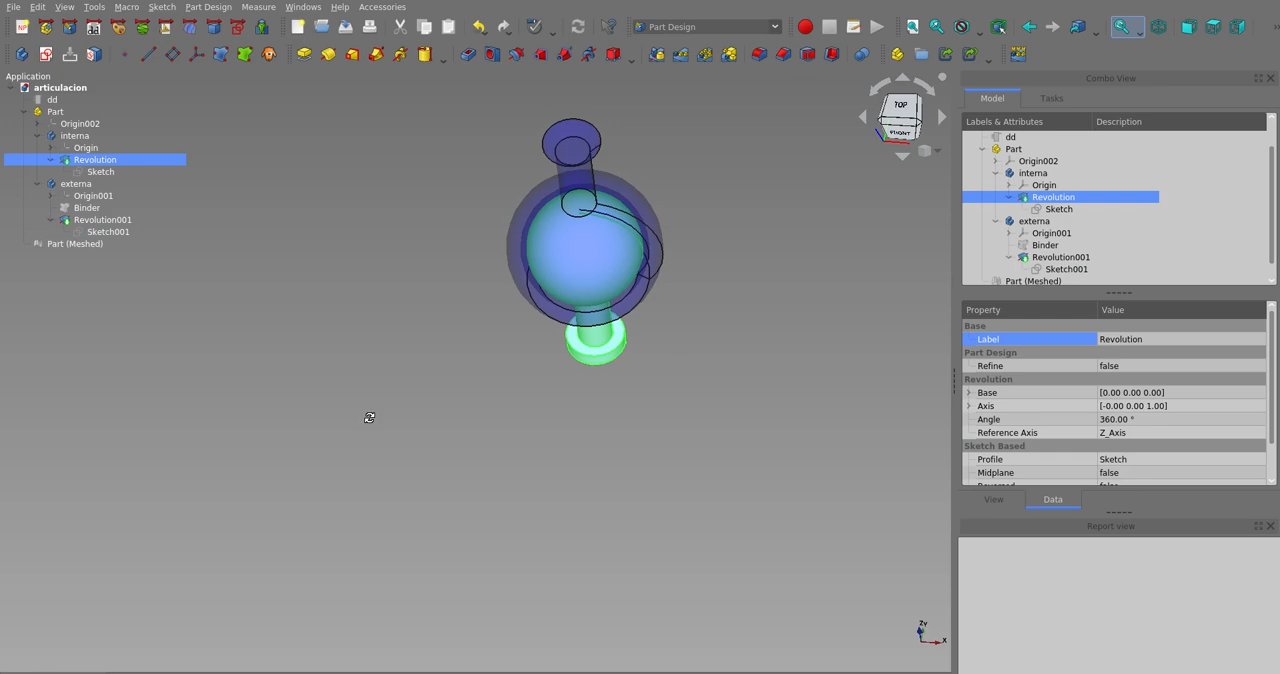 File Edit View Tools Macro Sketch Part Design Measure Windows Help Accessories
Part Design
Application
articulacion
dd
Part
Origin002
interna
Origin
Revolution
Sketch
externa
Origin001
Binder
Revolution001
Sketch001
Part (Meshed)
TOP
FRONT
Zy
X
Combo View
Model Tasks
Labels & Attributes Description
dd
Part
Origin002
interna
Origin
Revolution
Sketch
externa
Origin001
Binder
Revolution001
Sketch001
Part (Meshed)
Property Value
Base
Label Revolution
Part Design
Refine false
Revolution
Base [0.00 0.00 0.00]
Axis [-0.00 0.00 1.00]
Angle 360.00 °
Reference Axis Z_Axis
Sketch Based
Profile Sketch
Midplane false
View Data
Report view